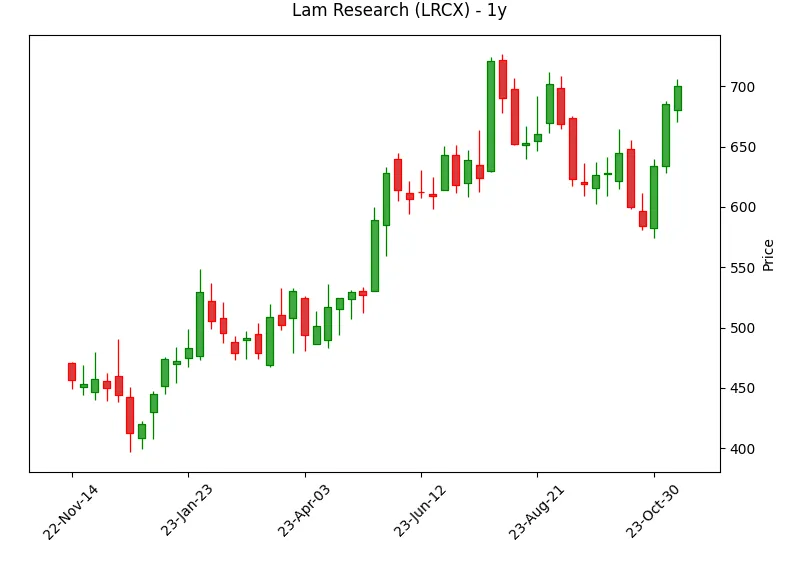 Lam Research (LRCX) - 1y
700
650
600
550
500
450
400
Price
22-Nov-14
23-Jan-23
23-Apr-03
23-Jun-12
23-Aug-21
23-Oct-30